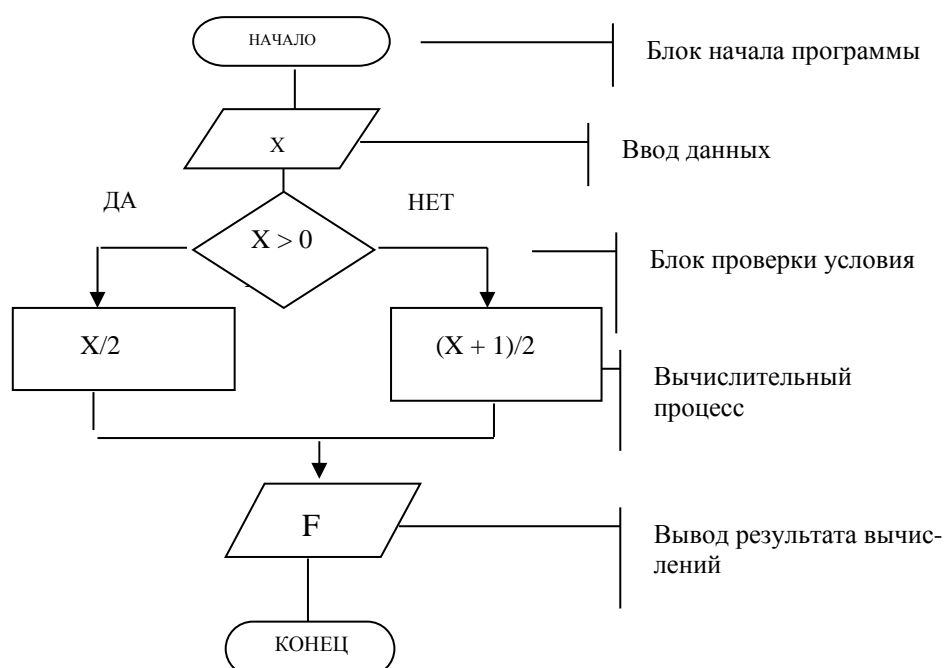 НАЧАЛО
Блок начала программы
X
Ввод данных
ДА
НЕТ
X > 0
Блок проверки условия
X/2
(X + 1)/2
Вычислительный
процесс
F
Вывод результата вычис-
лений
КОНЕЦ